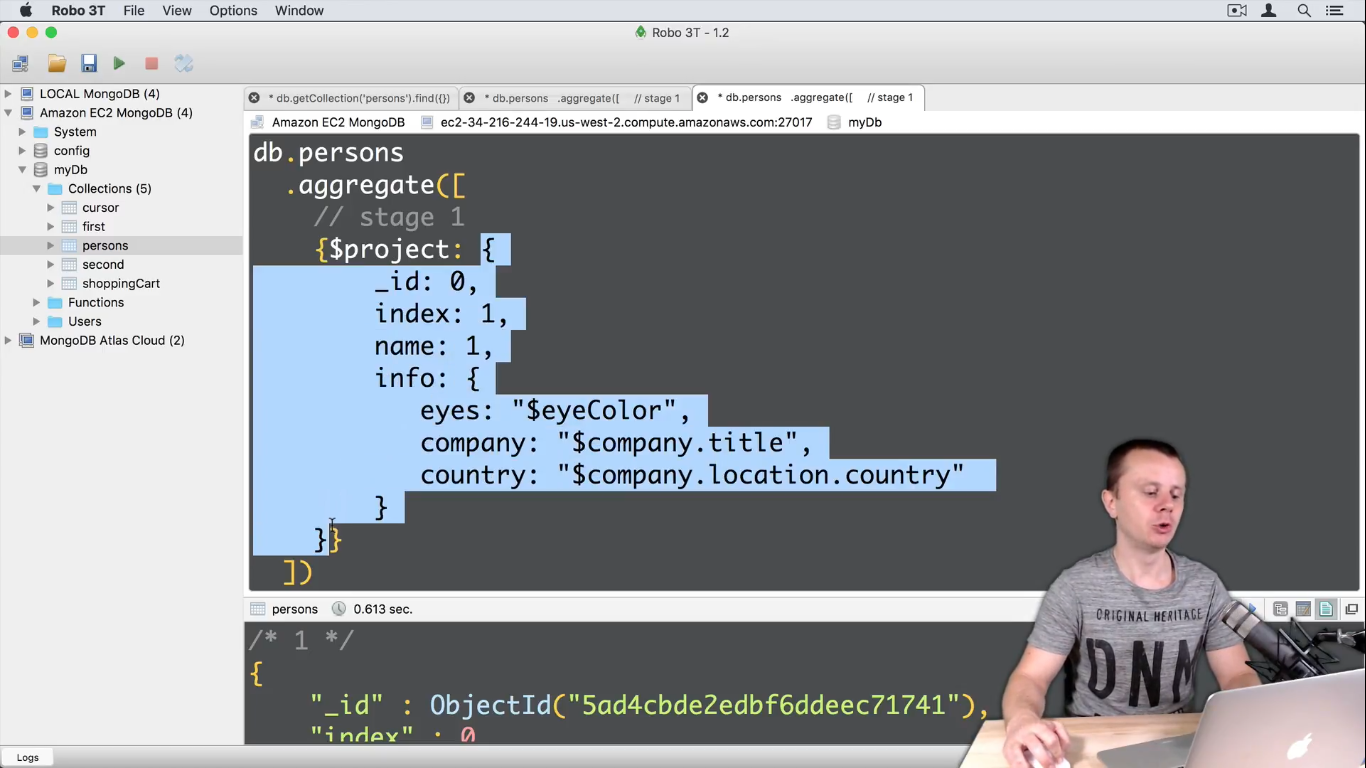 Robo 3T File View Options Window
Robo 3T - 1.2
LOCAL MongoDB (4)
Amazon EC2 MongoDB (4)
System
config
myDb
Collections (5)
cursor
first
persons
second
shoppingCart
Functions
Users
MongoDB Atlas Cloud (2)
* db.getCollection('persons').find({}) * db.persons .aggregate([ // stage 1 * db.persons .aggregate([ // stage 1
Amazon EC2 MongoDB ec2-34-216-244-19.us-west-2.compute.amazonaws.com:27017 myDb
db.persons
.aggregate([
// stage 1
{$project: {
_id: 0,
index: 1,
name: 1,
info: {
eyes: "$eyeColor",
company: "$company.title",
country: "$company.location.country"
}
}}
])
persons 0.613 sec.
/* 1 */
{
"_id" : ObjectId("5ad4cbde2edbf6ddeec71741"),
"index" : 0
ORIGINAL HERITAGE
DNM
Logs